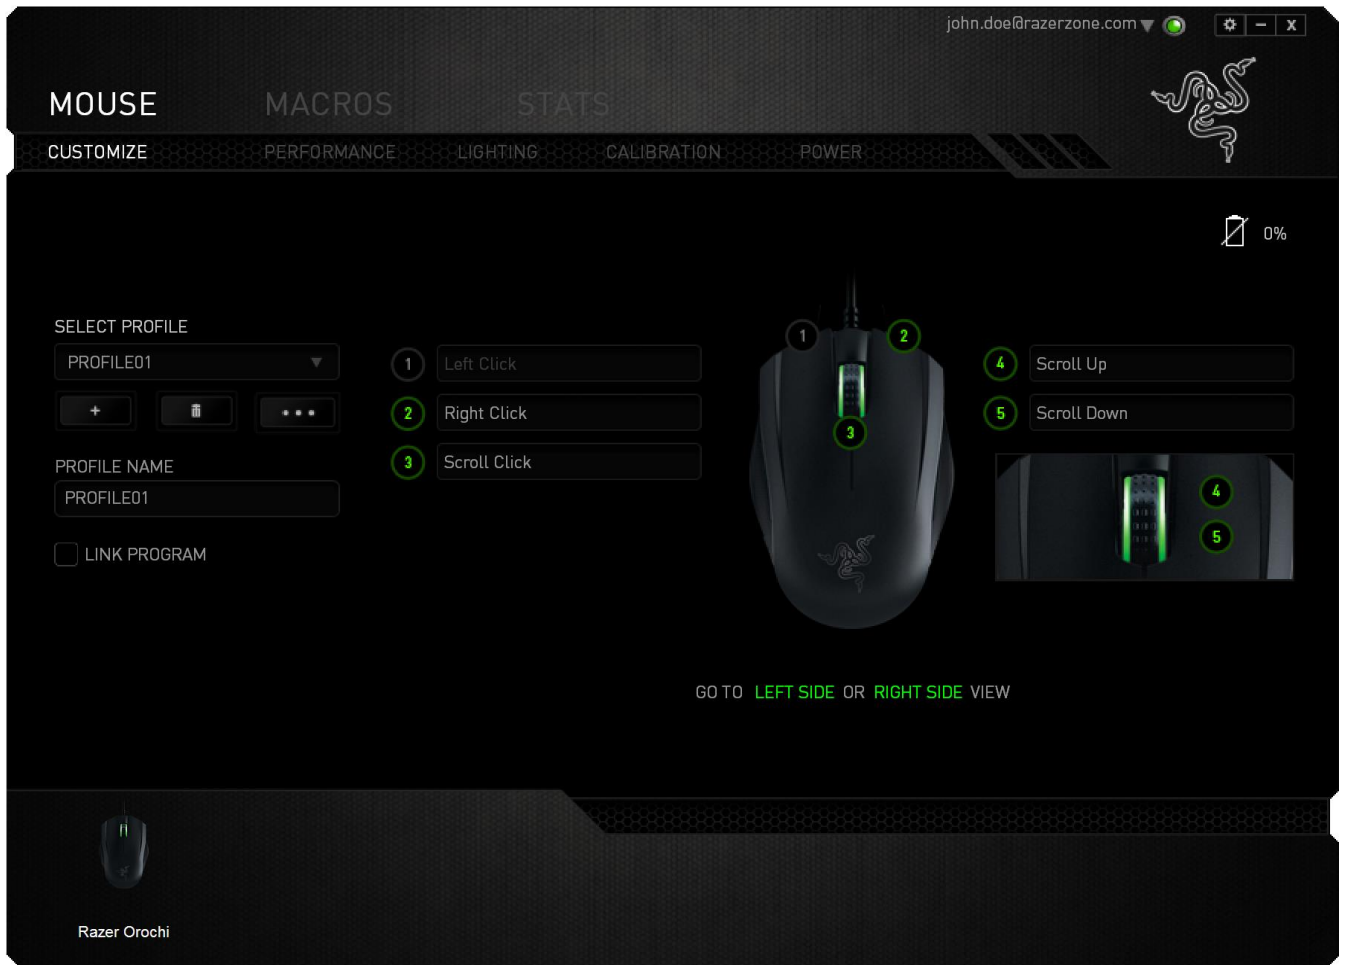 john.doe@razerzone.com
MOUSE MACROS STATS
CUSTOMIZE PERFORMANCE LIGHTING CALIBRATION POWER
0%
SELECT PROFILE
PROFILE01
+
PROFILE NAME
PROFILE01
LINK PROGRAM
1 Left Click
2 Right Click
3 Scroll Click
1 2
3
4 Scroll Up
5 Scroll Down
4
5
GO TO LEFT SIDE OR RIGHT SIDE VIEW
Razer Orochi